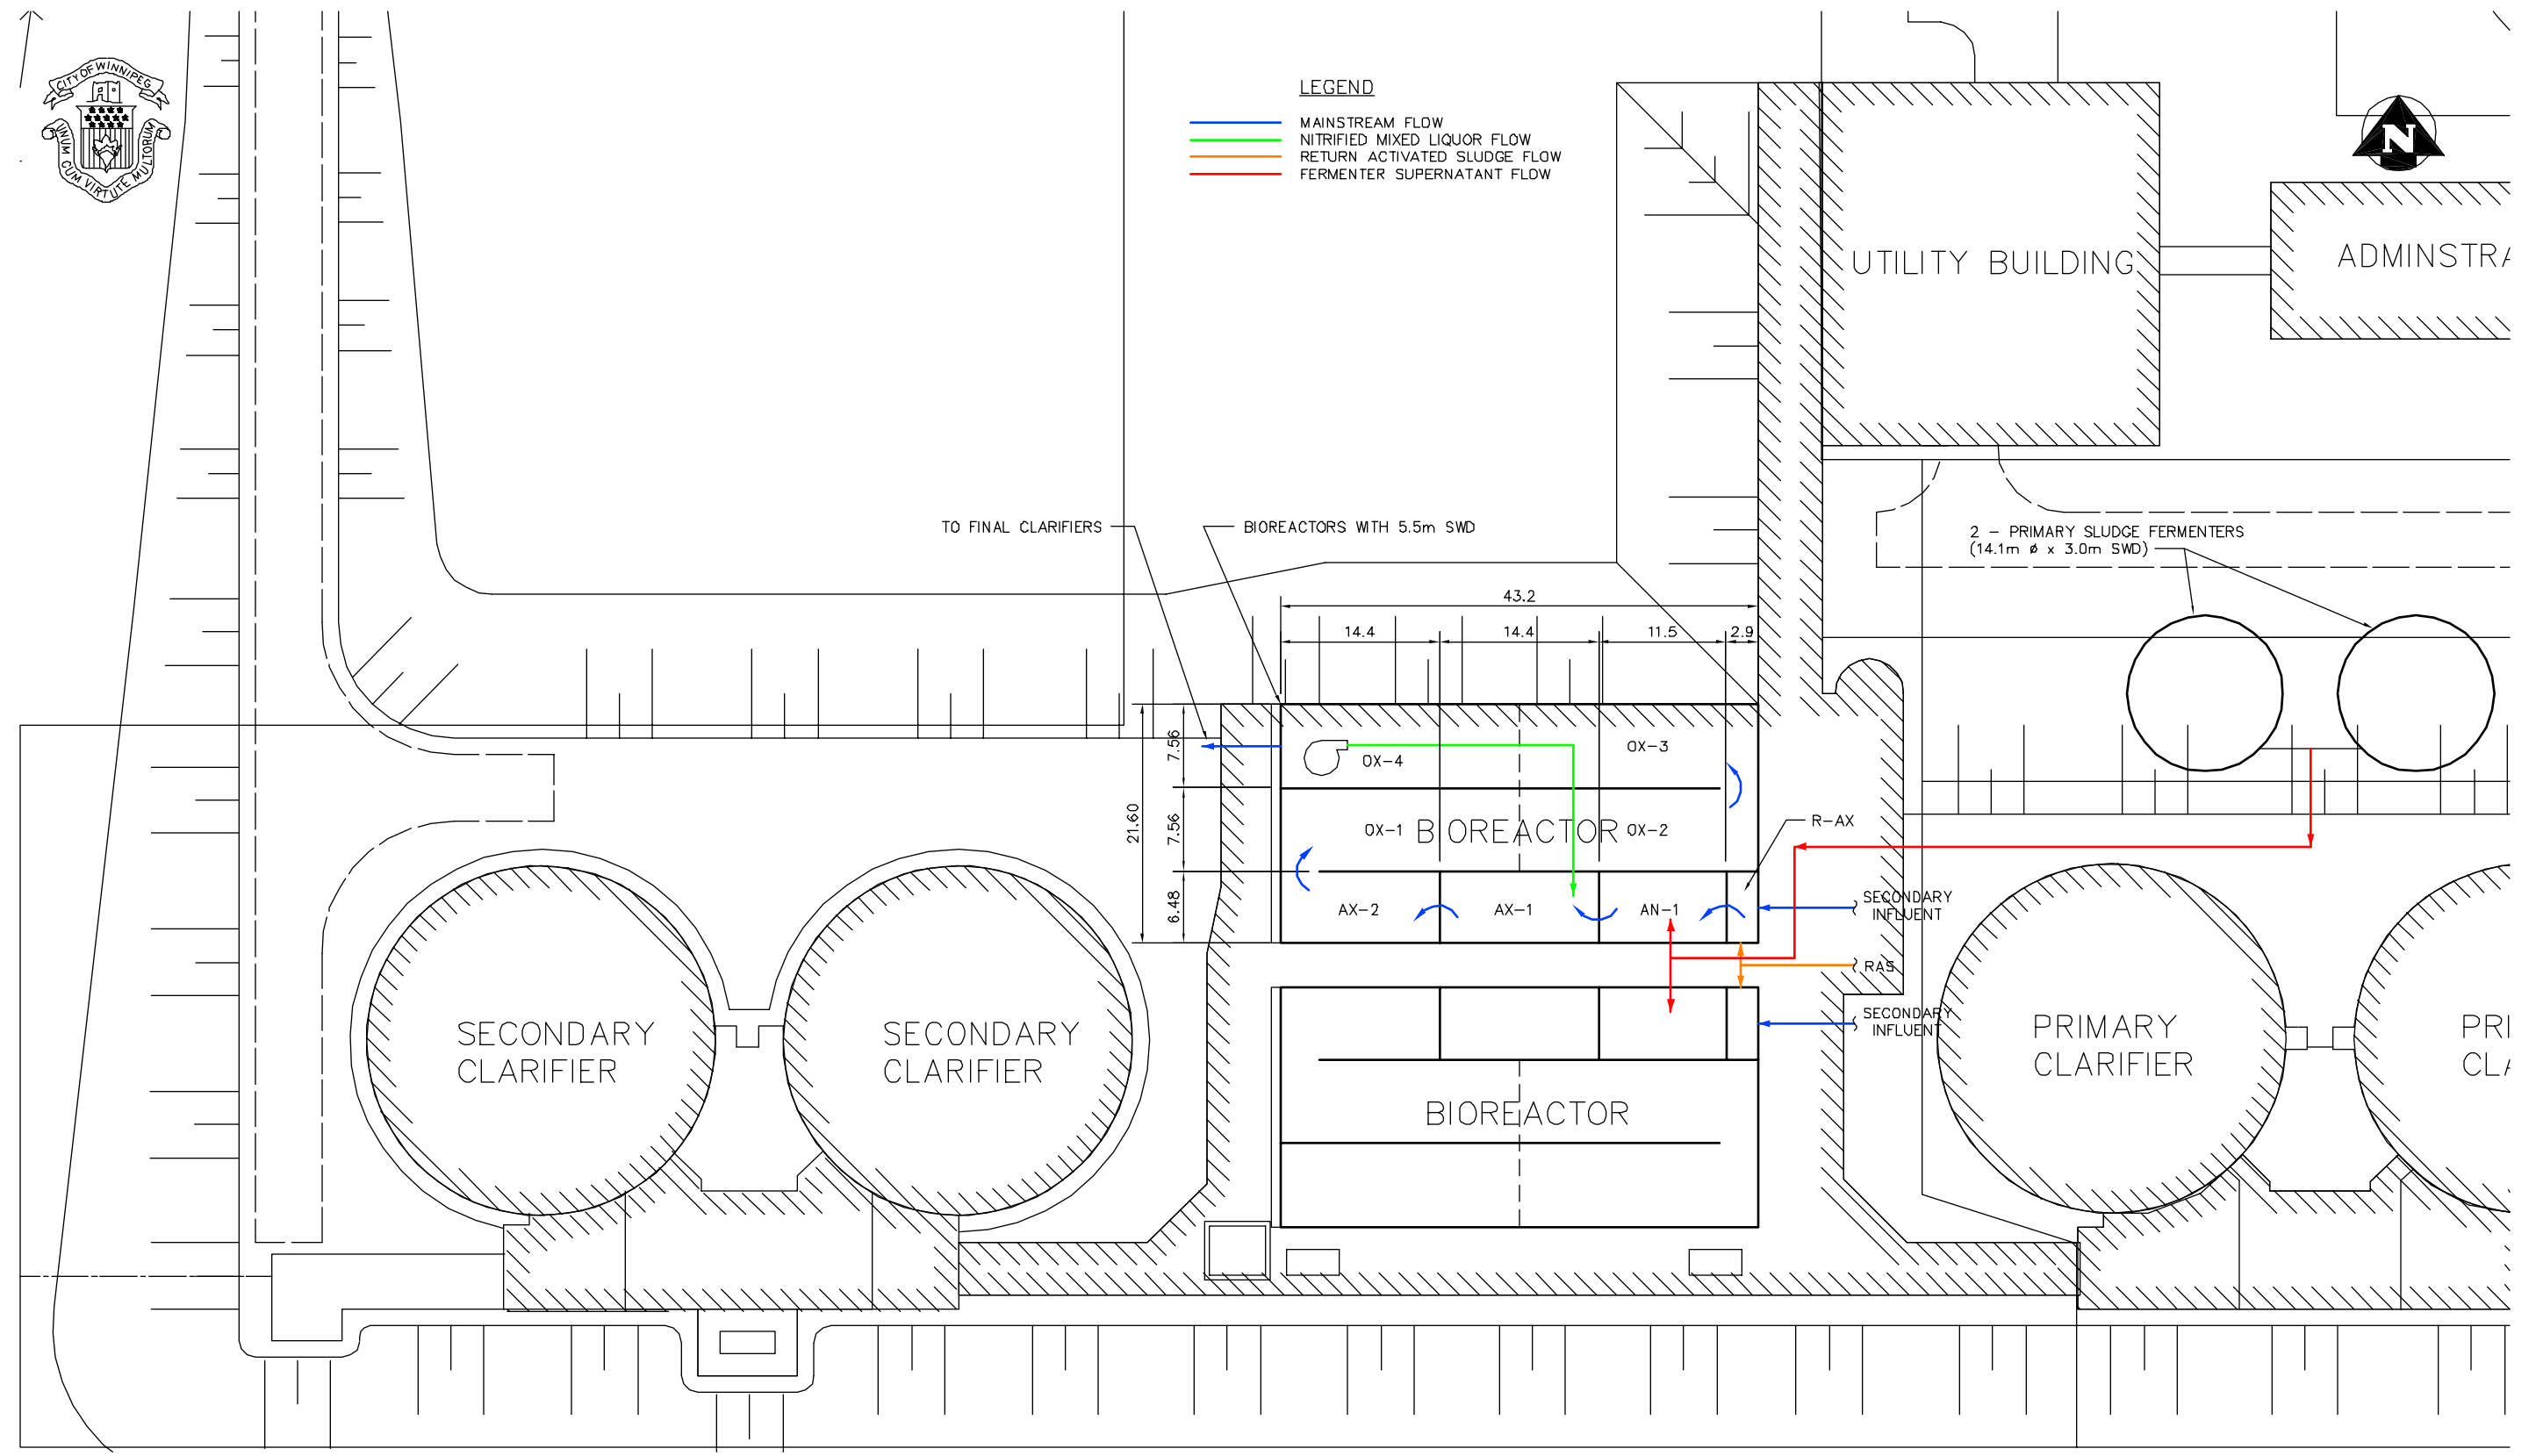 CITY OF WINNIPEG
UNUM CUM VIRTUTE MULTORUM
LEGEND
MAINSTREAM FLOW
NITRIFIED MIXED LIQUOR FLOW
RETURN ACTIVATED SLUDGE FLOW
FERMENTER SUPERNATANT FLOW
N
UTILITY BUILDING
ADMINSTRA
TO FINAL CLARIFIERS
BIOREACTORS WITH 5.5m SWD
2 - PRIMARY SLUDGE FERMENTERS
(14.1m ø x 3.0m SWD)
43.2
14.4
14.4
11.5
2.9
7.56
7.56
6.48
21.60
OX-4
OX-3
OX-1
BIOREACTOR
OX-2
R-AX
AX-2
AX-1
AN-1
SECONDARY
INFLUENT
RAS
SECONDARY
INFLUENT
SECONDARY
CLARIFIER
SECONDARY
CLARIFIER
BIOREACTOR
PRIMARY
CLARIFIER
PRI
CLA